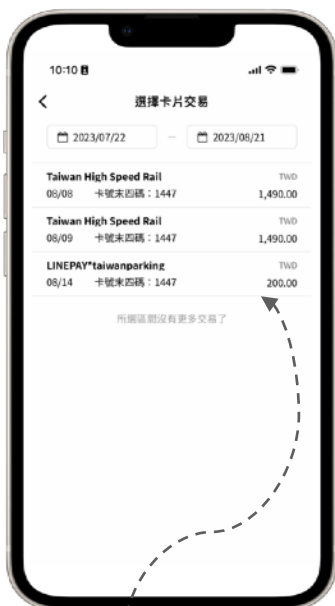 10:10
選擇卡片交易
2023/07/22 – 2023/08/21
Taiwan High Speed Rail TWD
08/08 卡號末四碼：1447 1,490.00
Taiwan High Speed Rail TWD
08/09 卡號末四碼：1447 1,490.00
LINEPAY*taiwanparking TWD
08/14 卡號末四碼：1447 200.00
所選區間沒有更多交易了